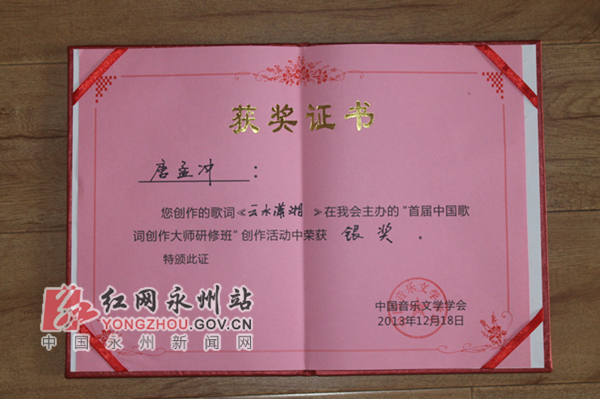 获奖证书
唐孟冲：
您创作的歌词《云水潇湘》在我会主办的“首届中国歌
词创作大师研修班”创作活动中荣获 银奖 。
特颁此证
中国音乐文学学会
2013年12月18日
红网永州站
YONGZHOU.GOV.CN
中国永州新闻网